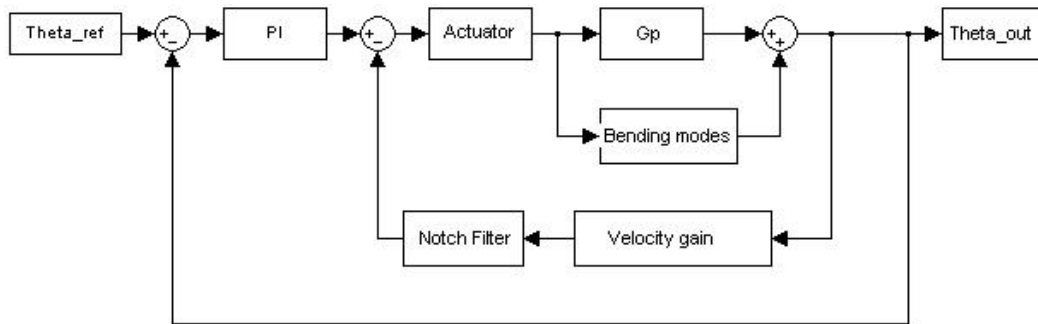 Theta_ref
+
−
PI
+
−
Actuator
Gp
+
+
Theta_out
Bending modes
Notch Filter
Velocity gain